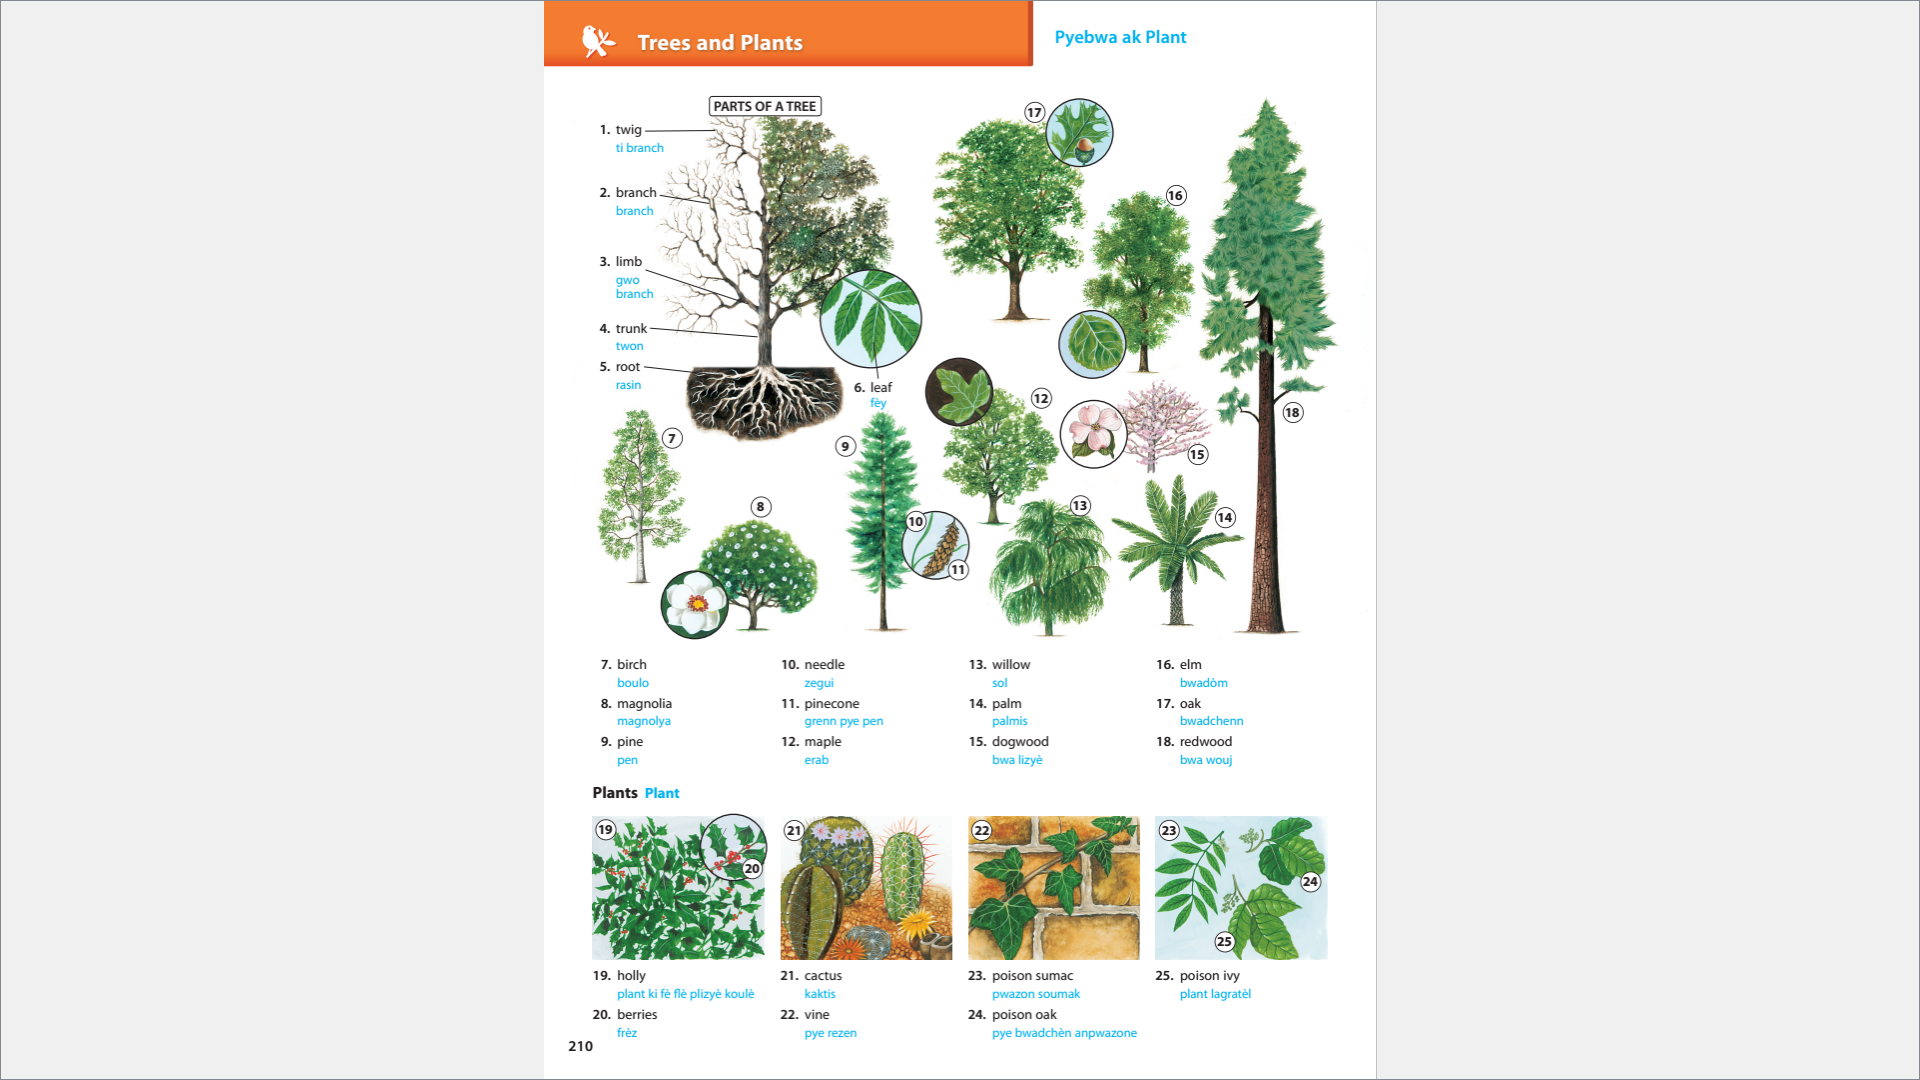 Trees and Plants
Pyebwa ak Plant
PARTS OF A TREE
1. twig
ti branch
2. branch
branch
3. limb
gwo
branch
4. trunk
twon
5. root
rasin
6. leaf
fèy
17
16
18
12
15
7
9
8
10
11
13
14
7. birch
boulo
8. magnolia
magnolya
9. pine
pen
10. needle
zegui
11. pinecone
grenn pye pen
12. maple
erab
13. willow
sol
14. palm
palmis
15. dogwood
bwa lizyè
16. elm
bwadòm
17. oak
bwadchenn
18. redwood
bwa wouj
Plants Plant
19
20
21
22
23
24
25
19. holly
plant ki fè flè plizyè koulè
20. berries
frèz
21. cactus
kaktis
22. vine
pye rezen
23. poison sumac
pwazon soumak
24. poison oak
pye bwadchèn anpwazone
25. poison ivy
plant lagratèl
210